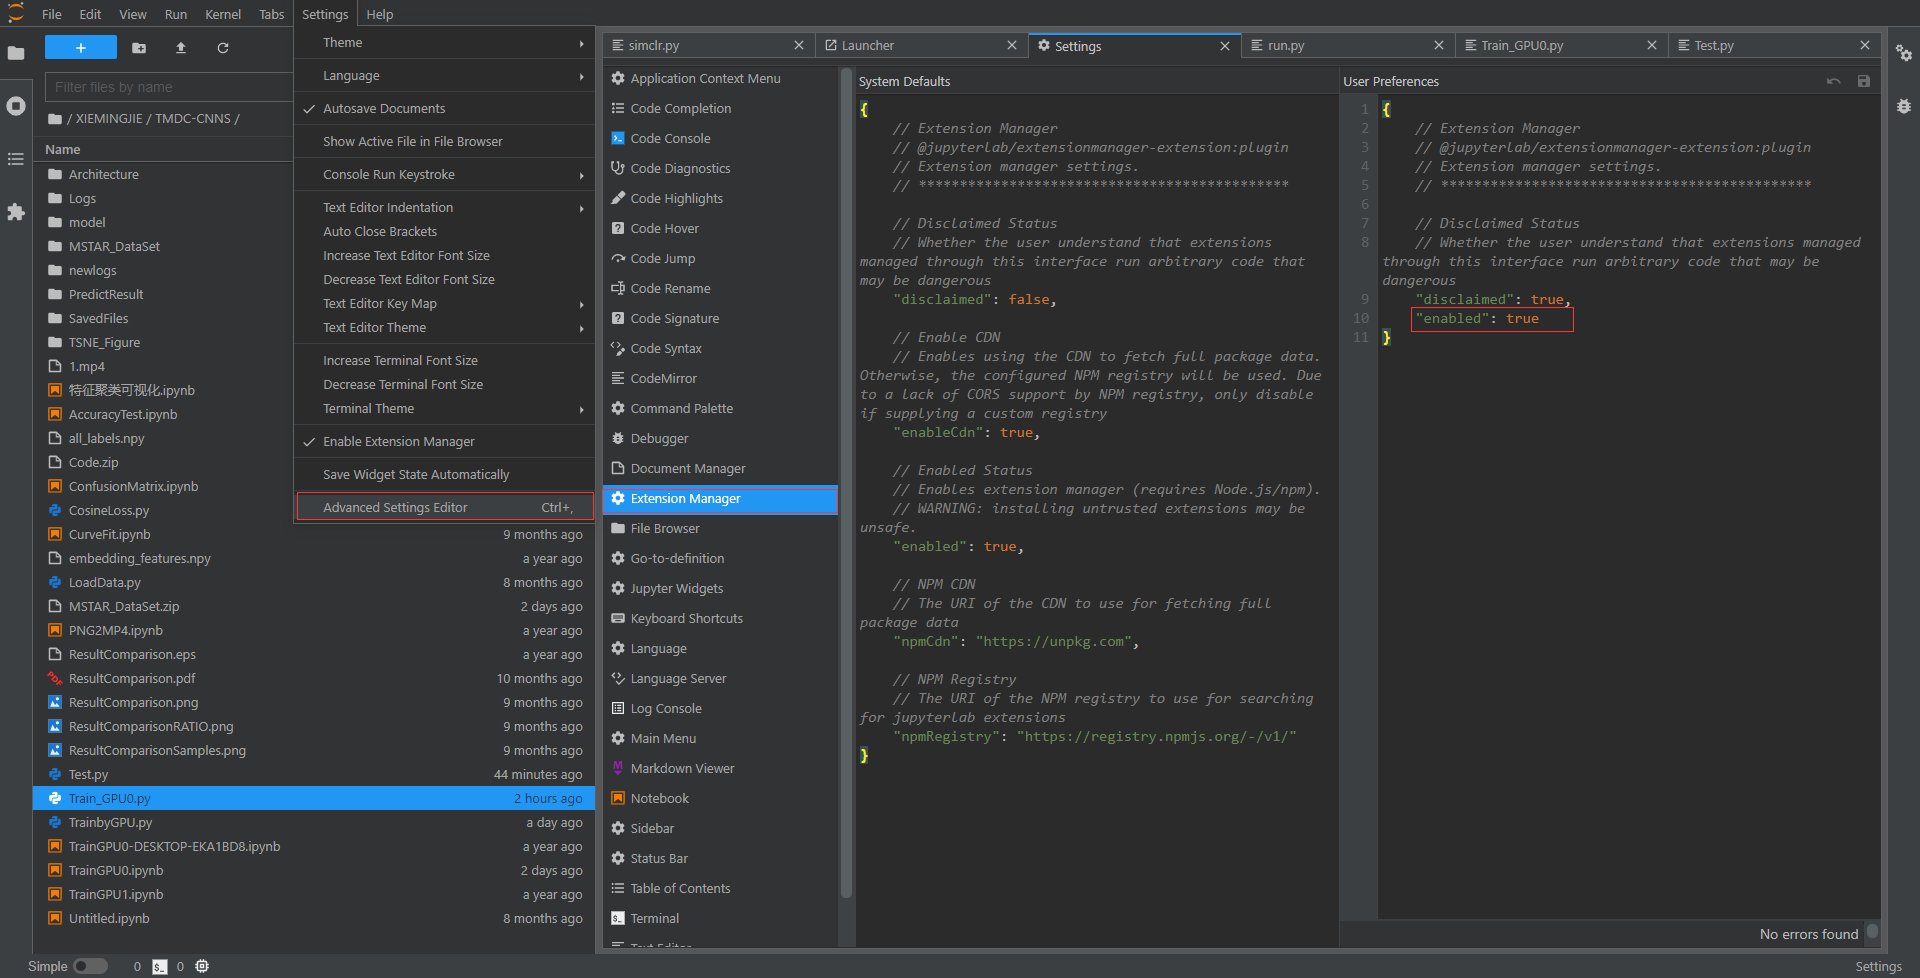 File Edit View Run Kernel Tabs Settings Help
+
Filter files by name
/ XIEMINGJIE / TMDC-CNNS /
Name
Architecture
Logs
model
MSTAR_DataSet
newlogs
PredictResult
SavedFiles
TSNE_Figure
1.mp4
特征聚类可视化.ipynb
AccuracyTest.ipynb
all_labels.npy
Code.zip
ConfusionMatrix.ipynb
CosineLoss.py
CurveFit.ipynb 9 months ago
embedding_features.npy a year ago
LoadData.py 8 months ago
MSTAR_DataSet.zip 2 days ago
PNG2MP4.ipynb a year ago
ResultComparison.eps a year ago
ResultComparison.pdf 10 months ago
ResultComparison.png 9 months ago
ResultComparisonRATIO.png 9 months ago
ResultComparisonSamples.png 9 months ago
Test.py 44 minutes ago
Train_GPU0.py 2 hours ago
TrainbyGPU.py a day ago
TrainGPU0-DESKTOP-EKA1BD8.ipynb a year ago
TrainGPU0.ipynb 2 days ago
TrainGPU1.ipynb a year ago
Untitled.ipynb 8 months ago
Theme
Language
Autosave Documents
Show Active File in File Browser
Console Run Keystroke
Text Editor Indentation
Auto Close Brackets
Increase Text Editor Font Size
Decrease Text Editor Font Size
Text Editor Key Map
Text Editor Theme
Increase Terminal Font Size
Decrease Terminal Font Size
Terminal Theme
Enable Extension Manager
Save Widget State Automatically
Advanced Settings Editor Ctrl+,
simclr.py Launcher Settings run.py Train_GPU0.py Test.py
Application Context Menu
Code Completion
Code Console
Code Diagnostics
Code Highlights
Code Hover
Code Jump
Code Rename
Code Signature
Code Syntax
CodeMirror
Command Palette
Debugger
Document Manager
Extension Manager
File Browser
Go-to-definition
Jupyter Widgets
Keyboard Shortcuts
Language
Language Server
Log Console
Main Menu
Markdown Viewer
Notebook
Sidebar
Status Bar
Table of Contents
Terminal
Text Editor
System Defaults
{
// Extension Manager
// @jupyterlab/extensionmanager-extension:plugin
// Extension manager settings.
// *********************************************
// Disclaimed Status
// Whether the user understand that extensions
managed through this interface run arbitrary code that
may be dangerous
"disclaimed": false,
// Enable CDN
// Enables using the CDN to fetch full package data.
Otherwise, the configured NPM registry will be used. Due
to a lack of CORS support by NPM registry, only disable
if supplying a custom registry
"enableCdn": true,
// Enabled Status
// Enables extension manager (requires Node.js/npm).
// WARNING: installing untrusted extensions may be
unsafe.
"enabled": true,
// NPM CDN
// The URI of the CDN to use for fetching full
package data
"npmCdn": "https://unpkg.com",
// NPM Registry
// The URI of the NPM registry to use for searching
for jupyterlab extensions
"npmRegistry": "https://registry.npmjs.org/-/v1/"
}
User Preferences
1 {
2 // Extension Manager
3 // @jupyterlab/extensionmanager-extension:plugin
4 // Extension manager settings.
5 // *********************************************
6
7 // Disclaimed Status
8 // Whether the user understand that extensions managed
through this interface run arbitrary code that may be
dangerous
9 "disclaimed": true,
10 "enabled": true
11 }
No errors found
Simple 0 $_ 0 Settings